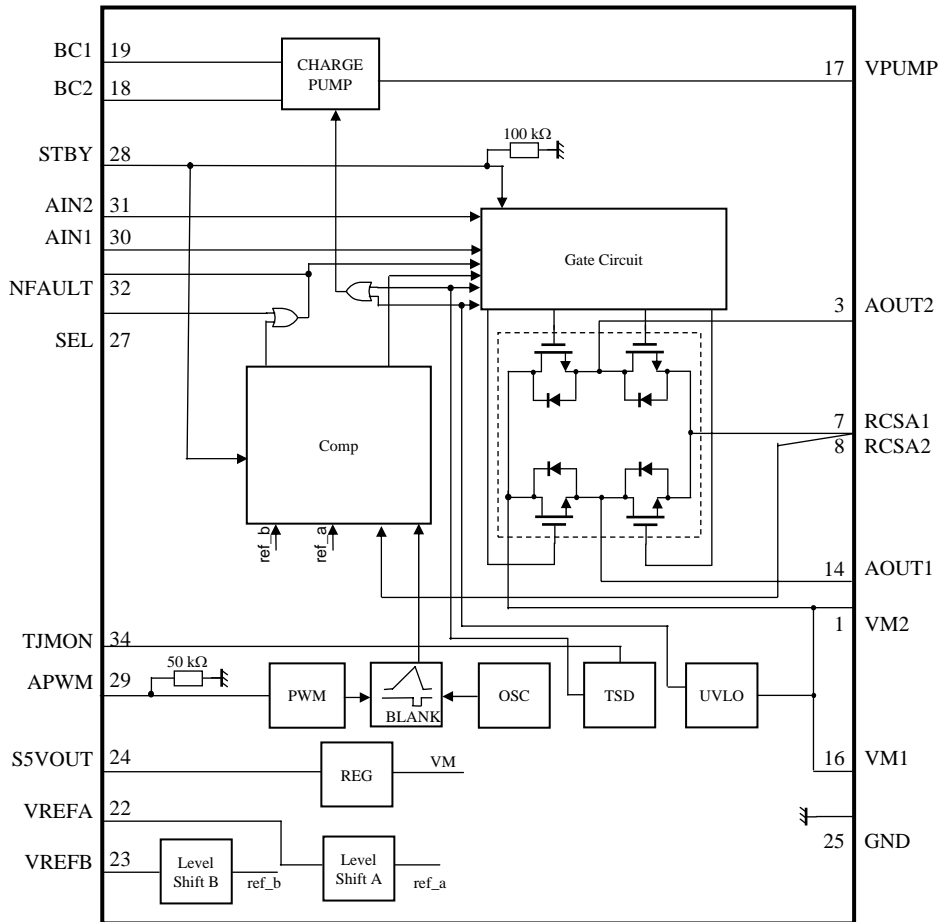 BC1 19
BC2 18
CHARGE
PUMP
17 VPUMP
STBY 28
100 kΩ
AIN2 31
AIN1 30
NFAULT 32
SEL 27
Gate Circuit
3 AOUT2
Comp
ref_b
ref_a
7 RCSA1
8 RCSA2
14 AOUT1
1 VM2
TJMON 34
APWM 29
50 kΩ
PWM
BLANK
OSC
TSD
UVLO
S5VOUT 24
REG
VM
16 VM1
VREFA 22
VREFB 23
Level
Shift B
ref_b
Level
Shift A
ref_a
25 GND